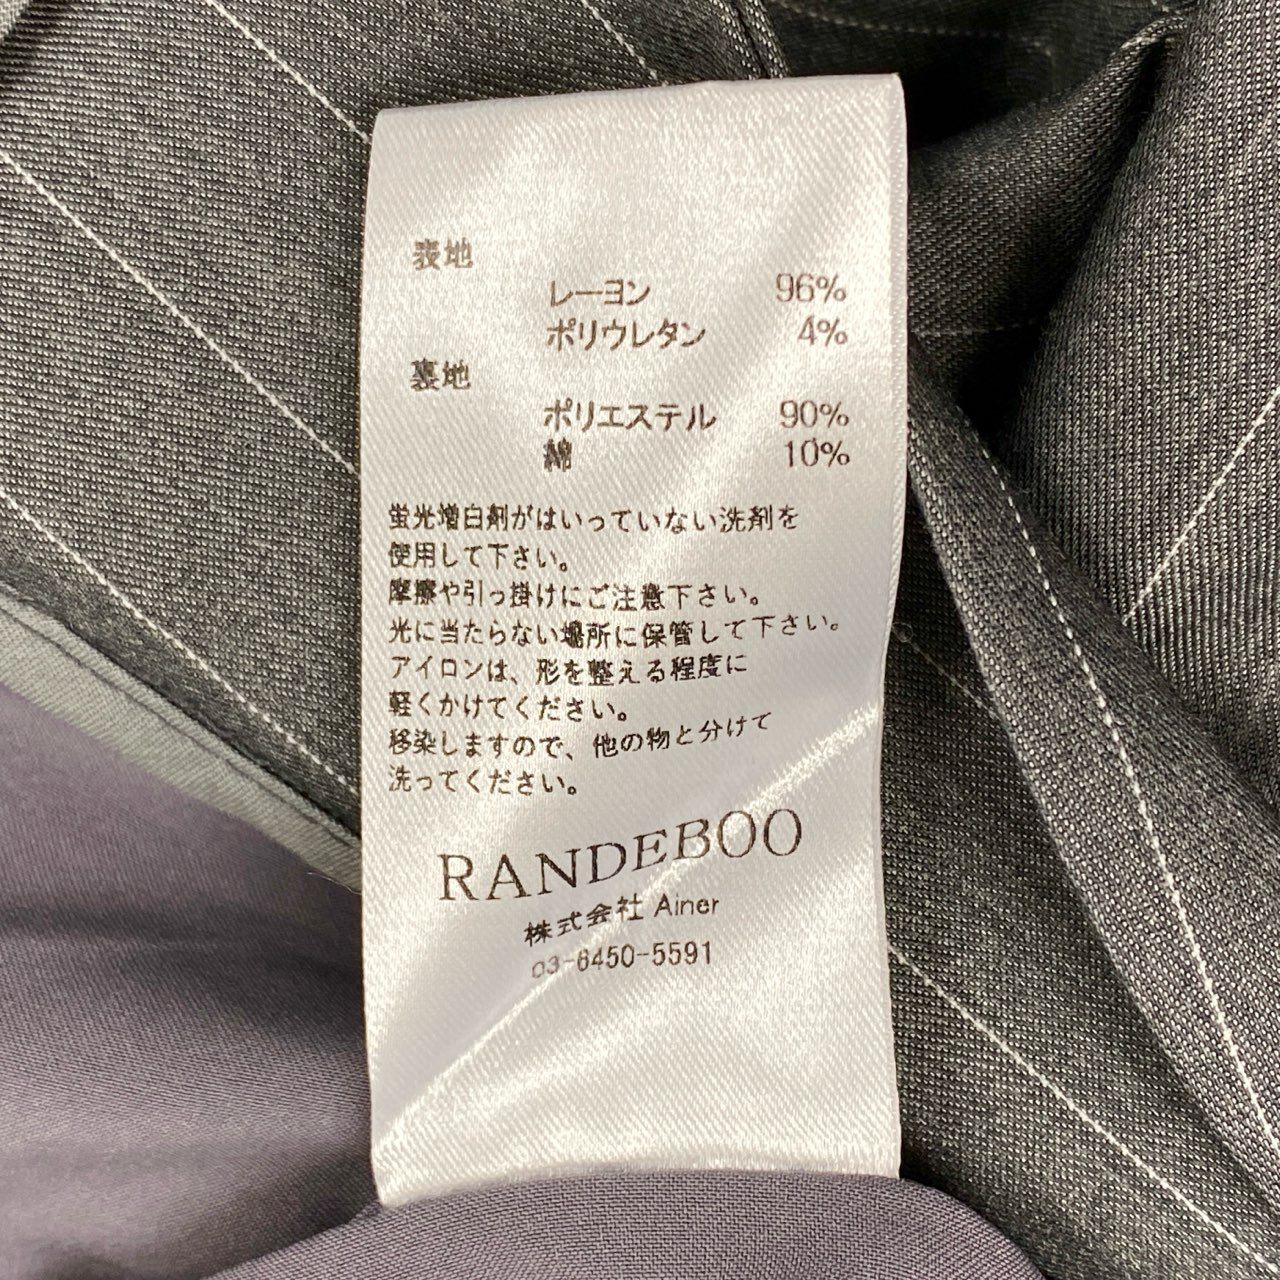 表地
レーヨン 96%
ポリウレタン 4%
裏地
ポリエステル 90%
綿 10%
蛍光増白剤がはいっていない洗剤を
使用して下さい。
摩擦や引っ掛けにご注意下さい。
光に当たらない場所に保管して下さい。
アイロンは、形を整える程度に
軽くかけてください。
移染しますので、他の物と分けて
洗ってください。
RANDEBOO
株式会社 Ainer
03-6450-5591